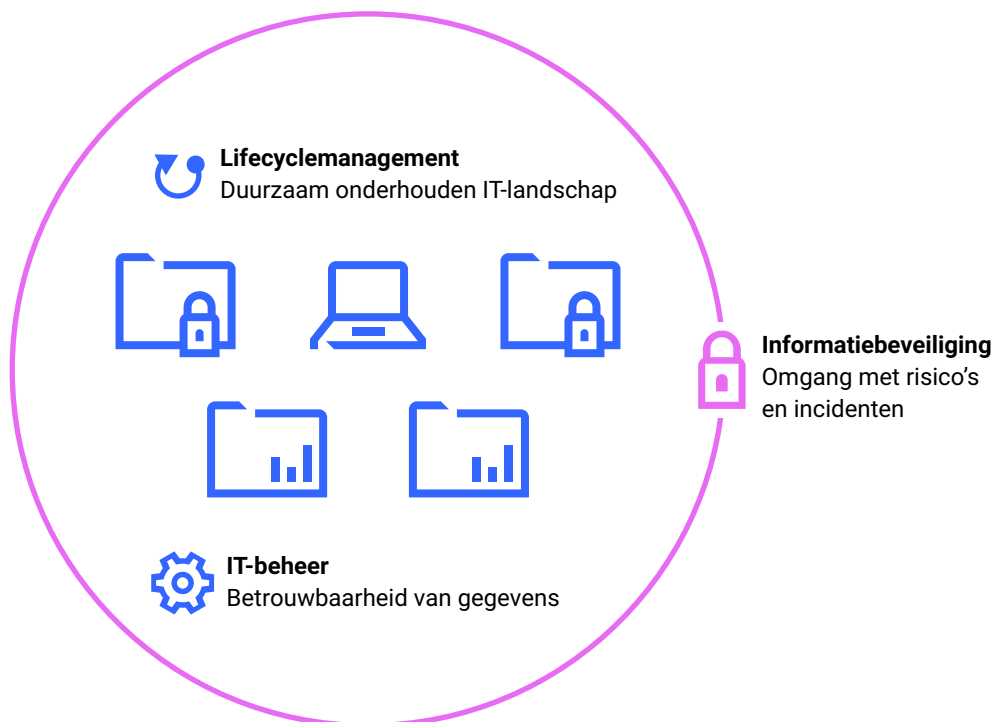 Lifecyclemanagement
Duurzaam onderhouden IT-landschap
Informatiebeveiliging
Omgang met risico’s
en incidenten
IT-beheer
Betrouwbaarheid van gegevens